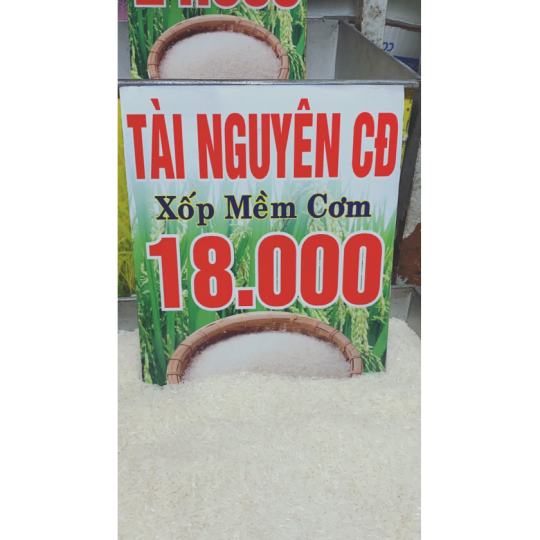 TÀI NGUYÊN CĐ
Xốp Mềm Cơm
18.000